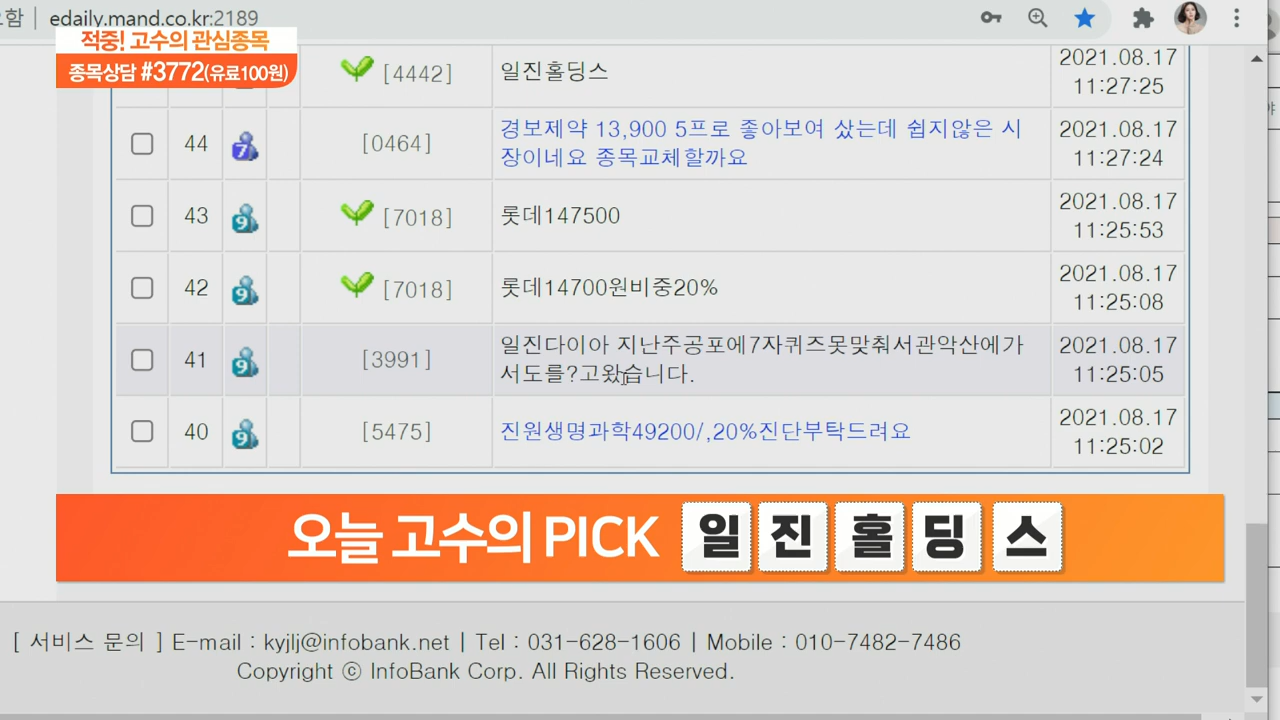 edaily.mand.co.kr:2189
적중! 고수의 관심종목
종목상담 #3772(유료100원)
[4442] 일진홀딩스 2021.08.17
11:27:25
44 7 [0464] 경보제약 13,900 5프로 좋아보여 샀는데 쉽지않은 시 2021.08.17
장이네요 종목교체할까요 11:27:24
43 9 [7018] 롯데147500 2021.08.17
11:25:53
42 9 [7018] 롯데14700원비중20% 2021.08.17
11:25:08
41 9 [3991] 일진다이아 지난주공포에7자퀴즈못맞춰서관악산에가 2021.08.17
서도를?고왔습니다. 11:25:05
40 9 [5475] 진원생명과학49200/,20%진단부탁드려요 2021.08.17
11:25:02
오늘 고수의 PICK 일진홀딩스
[ 서비스 문의 ] E-mail : kyjlj@infobank.net | Tel : 031-628-1606 | Mobile : 010-7482-7486
Copyright ⓒ InfoBank Corp. All Rights Reserved.